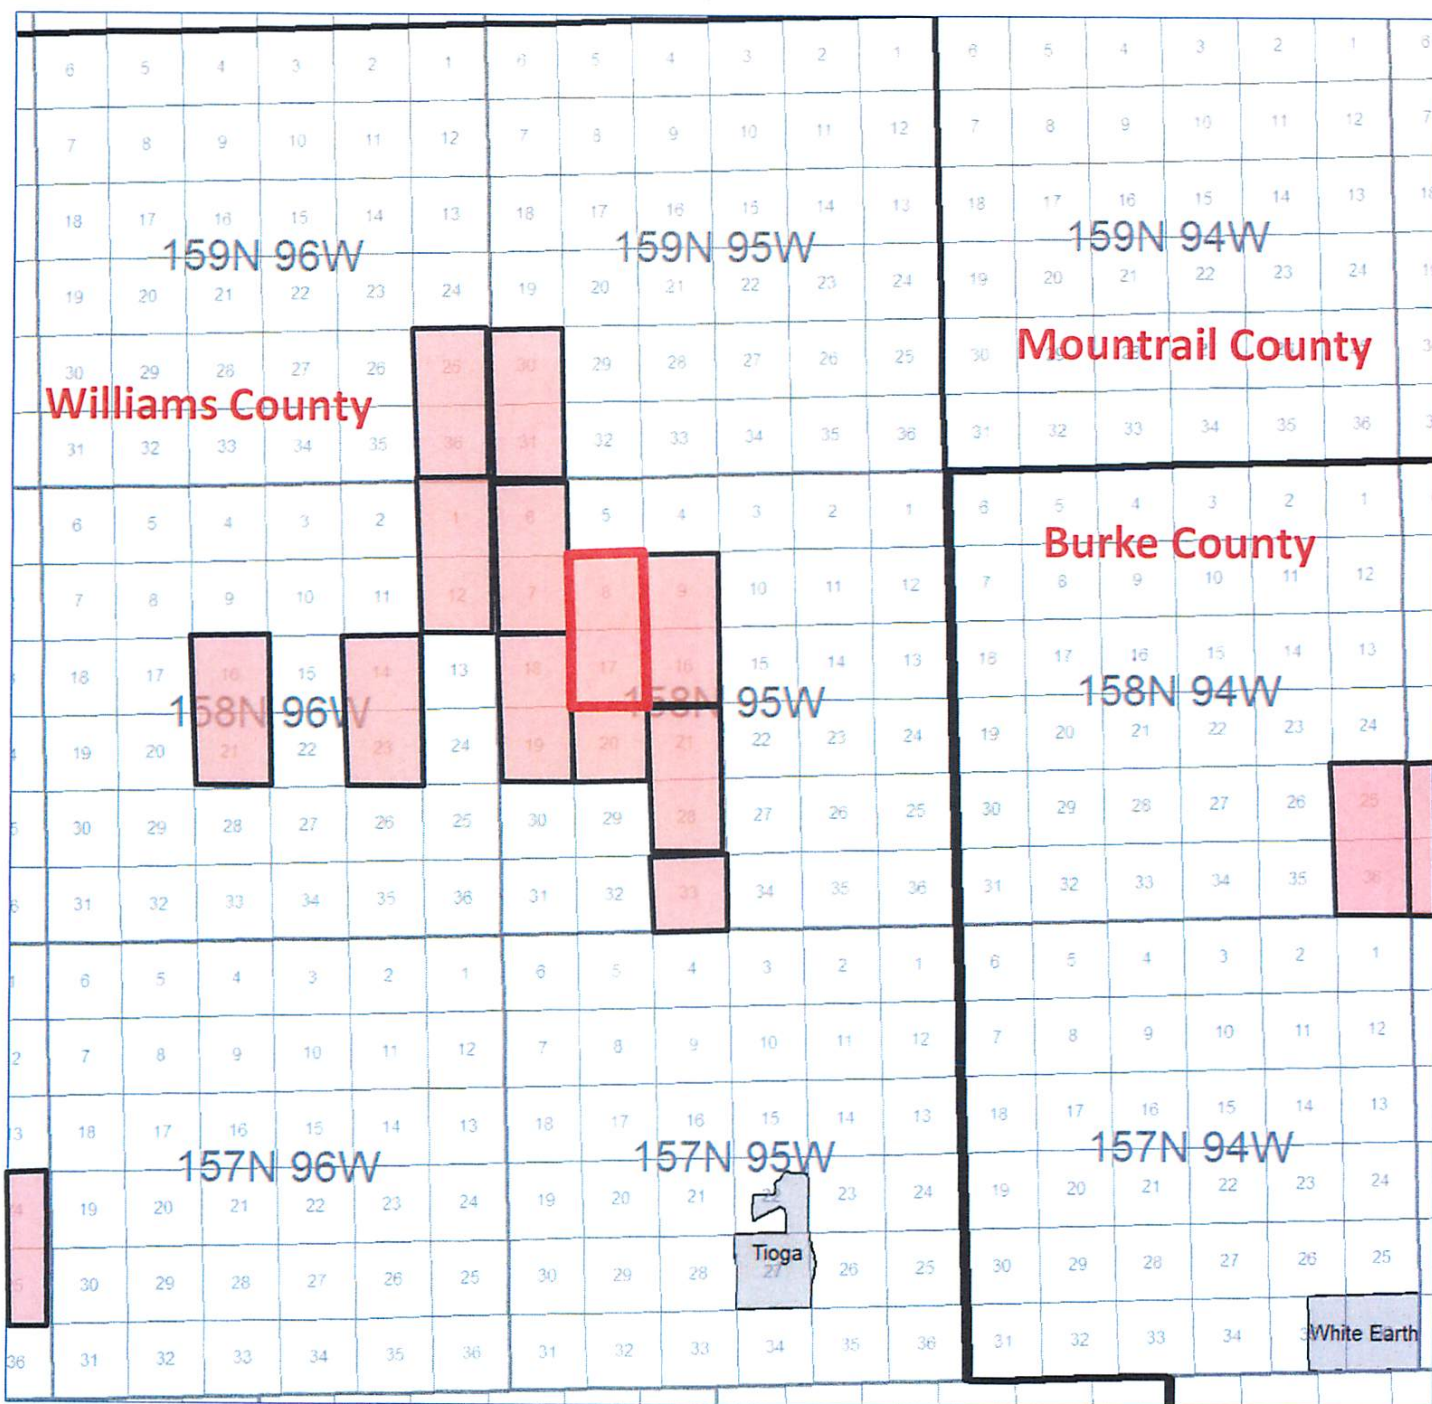 6 5 4 3 2 1 6 5 4 3 2 1 6 5 4 3 2 1 6
7 8 9 10 11 12 7 8 9 10 11 12 7 8 9 10 11 12 7
18 17 16 15 14 13 18 17 16 15 14 13 18 17 16 15 14 13
159N 96W 159N 95W 159N 94W
19 20 21 22 23 24 19 20 21 22 23 24 19 20 21 22 23 24
Mountrail County
30 29 28 27 26 25 30 29 28 27 26 25 30
Williams County
31 32 33 34 35 36 31 32 33 34 35 36 31 32 33 34 35 36
6 5 4 3 2 1 6 5 4 3 2 1 6 5 4 3 2 1
Burke County
7 8 9 10 11 12 7 8 9 10 11 12 7 8 9 10 11 12
18 17 16 15 14 13 18 17 16 15 14 13 18 17 16 15 14 13
158N 96W 158N 95W 158N 94W
19 20 21 22 23 24 19 20 21 22 23 24 19 20 21 22 23 24
30 29 28 27 26 25 30 29 28 27 26 25 30 29 28 27 26 25
31 32 33 34 35 36 31 32 33 34 35 36 31 32 33 34 35 36
6 5 4 3 2 1 6 5 4 3 2 1 6 5 4 3 2 1
7 8 9 10 11 12 7 8 9 10 11 12 7 8 9 10 11 12
18 17 16 15 14 13 18 17 16 15 14 13 18 17 16 15 14 13
157N 96W 157N 95W 157N 94W
19 20 21 22 23 24 19 20 21 22 23 24 19 20 21 22 23 24
Tioga
30 29 28 27 26 25 30 29 28 27 26 25 30 29 28 27 26 25
White Earth
36 31 32 33 34 35 36 31 32 33 34 35 36 31 32 33 34